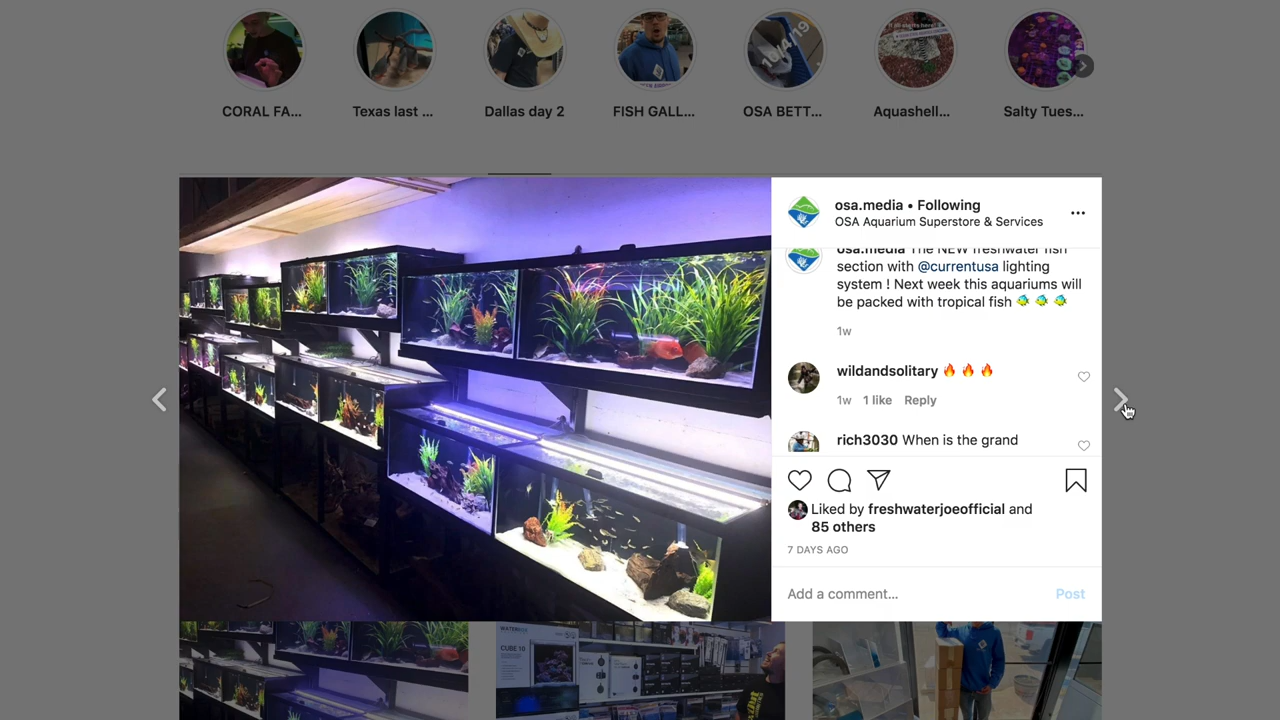 CORAL FA...
Texas last ...
Dallas day 2
FISH GALL...
OSA BETT...
Aquashell...
Salty Tues...
osa.media • Following
OSA Aquarium Superstore & Services
osa.media The NEW freshwater fish
section with @currentusa lighting
system ! Next week this aquariums will
be packed with tropical fish 🐠 🐠 🐠
1w
wildandsolitary 🔥 🔥 🔥
1w 1 like Reply
rich3030 When is the grand
Liked by freshwaterjoeofficial and
85 others
7 DAYS AGO
Add a comment... Post
CUBE 10